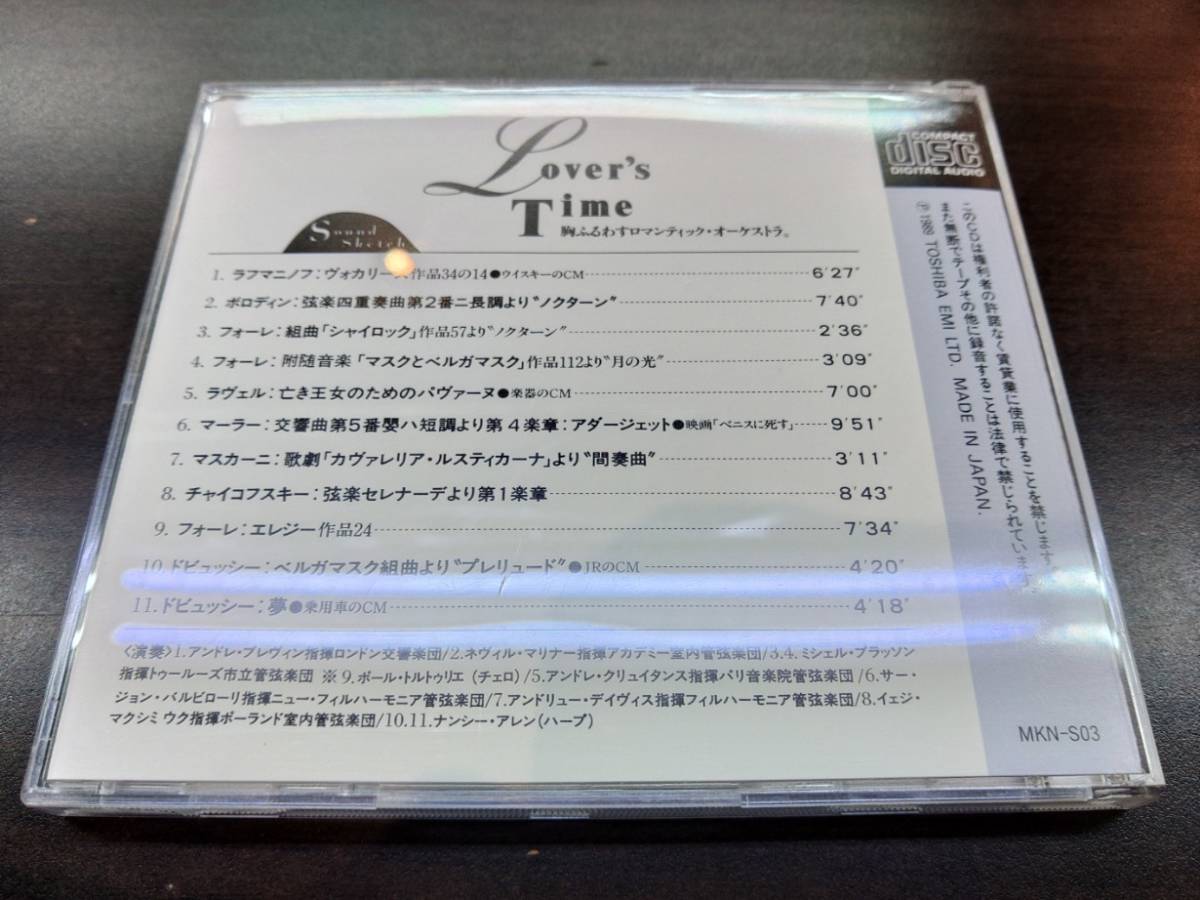 Lover's
Time
胸ふるわすロマンティック・オーケストラ。
Sound
Sketch
1. ラフマニノフ：ヴォカリーズ作品34の14●ウイスキーのCM 6'27"
2. ボロディン：弦楽四重奏曲第2番ニ長調より"ノクターン" 7'40"
3. フォーレ：組曲「シャイロック」作品57より"ノクターン" 2'36"
4. フォーレ：附随音楽「マスクとベルガマスク」作品112より"月の光" 3'09"
5. ラヴェル：亡き王女のためのパヴァーヌ●楽器のCM 7'00"
6. マーラー：交響曲第5番嬰ハ短調より第4楽章：アダージェット●映画「ベニスに死す」 9'51"
7. マスカーニ：歌劇「カヴァレリア・ルスティカーナ」より"間奏曲" 3'11"
8. チャイコフスキー：弦楽セレナーデより第1楽章 8'43"
9. フォーレ：エレジー作品24 7'34"
10. ドビュッシー：ベルガマスク組曲より"プレリュード"●JRのCM 4'20"
11. ドビュッシー：夢●乗用車のCM 4'18"
〈演奏〉1. アンドレ・プレヴィン指揮ロンドン交響楽団/2. ネヴィル・マリナー指揮アカデミー室内管弦楽団/3.4. ミシェル・プラッソン
指揮トゥールーズ市立管弦楽団 ※9. ポール・トルトゥリエ（チェロ）/5. アンドレ・クリュイタンス指揮パリ音楽院管弦楽団/6. サー・
ジョン・バルビローリ指揮ニュー・フィルハーモニア管弦楽団/7. アンドリュー・デイヴィス指揮フィルハーモニア管弦楽団/8. イェジ・
マクシミウク指揮ポーランド室内管弦楽団/10.11. ナンシー・アレン（ハープ）
COMPACT
disc
DIGITAL AUDIO
このCDは権利者の許諾なく賃貸業に使用することを禁じます。
また無断でテープその他に録音することは法律で禁じられています。
Ⓟ 1989 TOSHIBA EMI LTD. MADE IN JAPAN.
MKN-S03